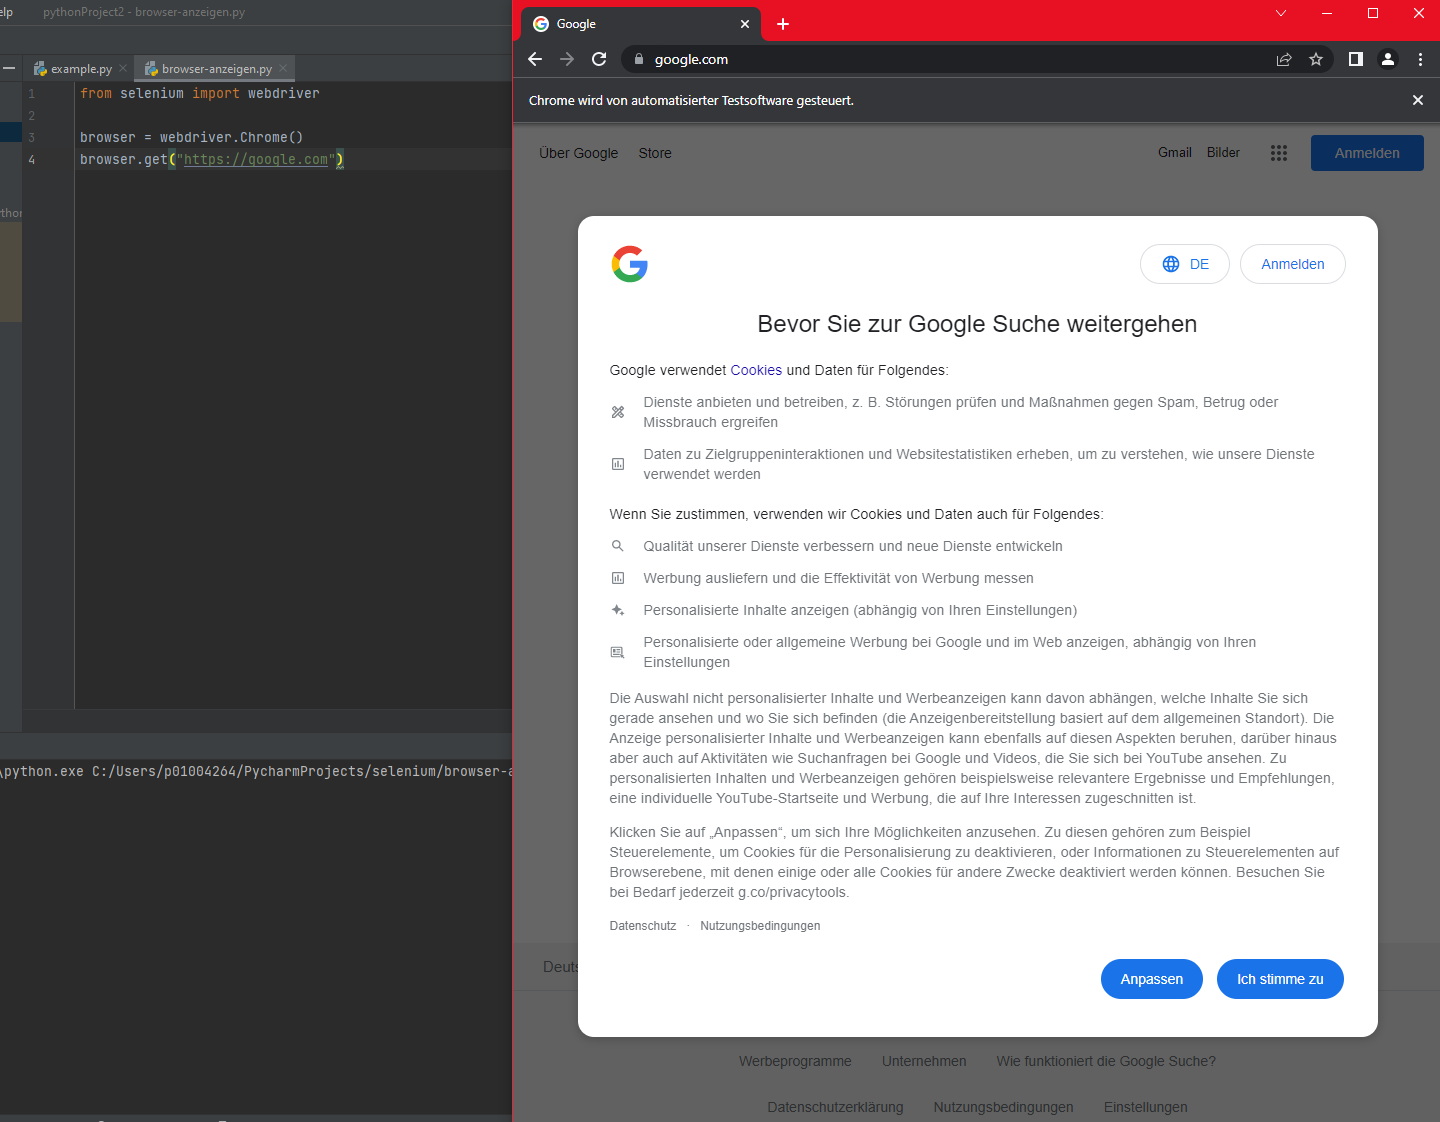 elp pythonProject2 - browser-anzeigen.py
example.py browser-anzeigen.py
1 from selenium import webdriver
2
3 browser = webdriver.Chrome()
4 browser.get("https://google.com")
\python.exe C:/Users/p01004264/PycharmProjects/selenium/browser-a
Google
google.com
Chrome wird von automatisierter Testsoftware gesteuert.
Über Google Store Gmail Bilder Anmelden
DE Anmelden
Bevor Sie zur Google Suche weitergehen
Google verwendet Cookies und Daten für Folgendes:
Dienste anbieten und betreiben, z. B. Störungen prüfen und Maßnahmen gegen Spam, Betrug oder
Missbrauch ergreifen
Daten zu Zielgruppeninteraktionen und Websitestatistiken erheben, um zu verstehen, wie unsere Dienste
verwendet werden
Wenn Sie zustimmen, verwenden wir Cookies und Daten auch für Folgendes:
Qualität unserer Dienste verbessern und neue Dienste entwickeln
Werbung ausliefern und die Effektivität von Werbung messen
Personalisierte Inhalte anzeigen (abhängig von Ihren Einstellungen)
Personalisierte oder allgemeine Werbung bei Google und im Web anzeigen, abhängig von Ihren
Einstellungen
Die Auswahl nicht personalisierter Inhalte und Werbeanzeigen kann davon abhängen, welche Inhalte Sie sich
gerade ansehen und wo Sie sich befinden (die Anzeigenbereitstellung basiert auf dem allgemeinen Standort). Die
Anzeige personalisierter Inhalte und Werbeanzeigen kann ebenfalls auf diesen Aspekten beruhen, darüber hinaus
aber auch auf Aktivitäten wie Suchanfragen bei Google und Videos, die Sie sich bei YouTube ansehen. Zu
personalisierten Inhalten und Werbeanzeigen gehören beispielsweise relevantere Ergebnisse und Empfehlungen,
eine individuelle YouTube-Startseite und Werbung, die auf Ihre Interessen zugeschnitten ist.
Klicken Sie auf „Anpassen“, um sich Ihre Möglichkeiten anzusehen. Zu diesen gehören zum Beispiel
Steuerelemente, um Cookies für die Personalisierung zu deaktivieren, oder Informationen zu Steuerelementen auf
Browserebene, mit denen einige oder alle Cookies für andere Zwecke deaktiviert werden können. Besuchen Sie
bei Bedarf jederzeit g.co/privacytools.
Datenschutz · Nutzungsbedingungen
Deuts
Anpassen Ich stimme zu
Werbeprogramme Unternehmen Wie funktioniert die Google Suche?
Datenschutzerklärung Nutzungsbedingungen Einstellungen